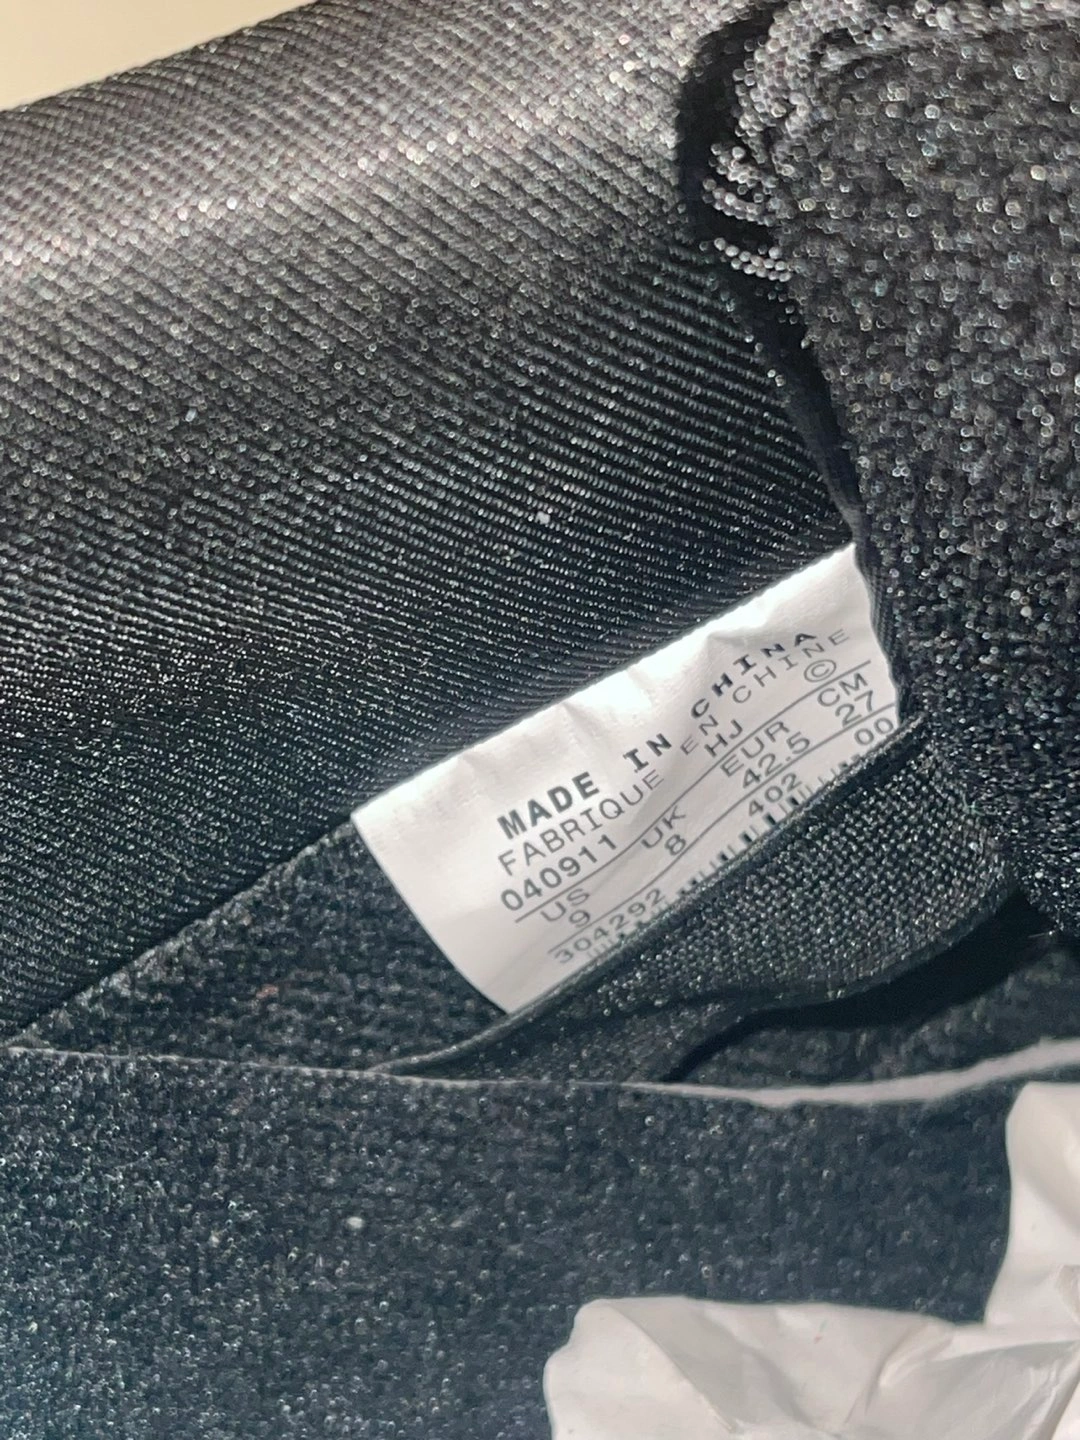 MADE IN CHINA
FABRIQUE EN CHINE
040911 HJ ©
US UK EUR CM
9 8 42.5 27
304292 402 00